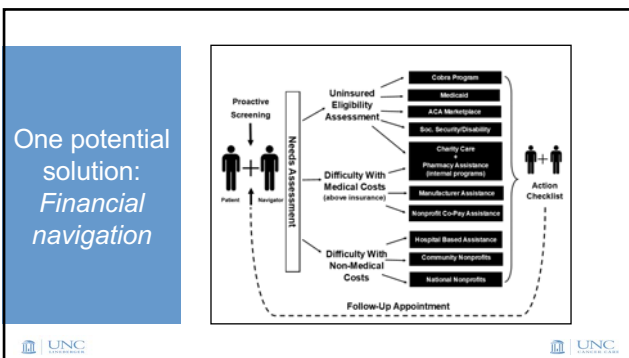 One potential
solution:
Financial
navigation
Proactive
Screening
Patient
Navigator
Needs Assessment
Uninsured
Eligibility
Assessment
Difficulty With
Medical Costs
(above insurance)
Difficulty With
Non-Medical
Costs
Cobra Program
Medicaid
ACA Marketplace
Soc. Security/Disability
Charity Care
+
Pharmacy Assistance
(internal programs)
Manufacturer Assistance
Nonprofit Co-Pay Assistance
Hospital Based Assistance
Community Nonprofits
National Nonprofits
Action
Checklist
Follow-Up Appointment
UNC
LINEBERGER
UNC
CANCER CARE